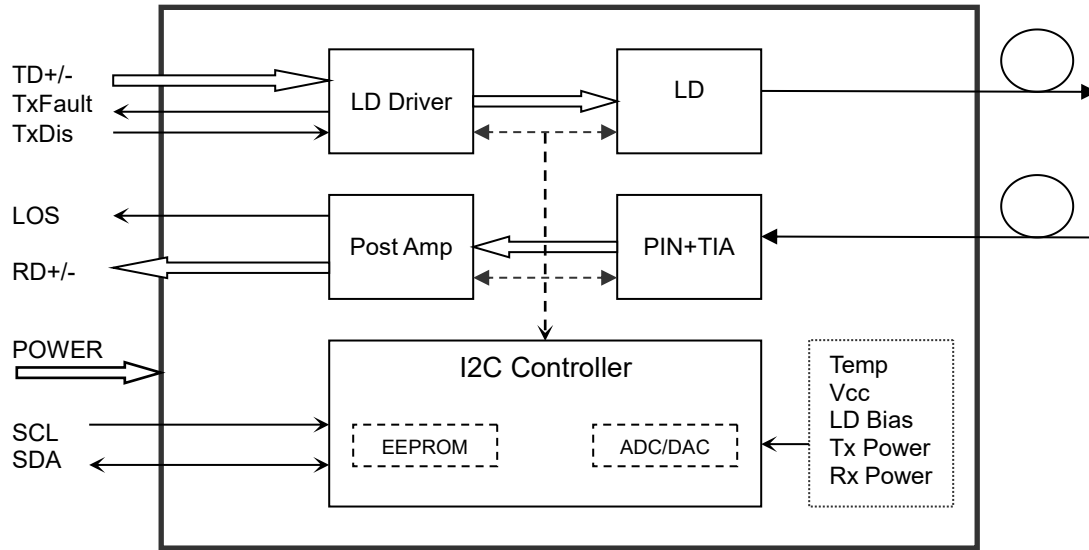 TD+/-
TxFault
TxDis
LD Driver
LD
LOS
RD+/-
Post Amp
PIN+TIA
POWER
SCL
SDA
I2C Controller
EEPROM
ADC/DAC
Temp
Vcc
LD Bias
Tx Power
Rx Power